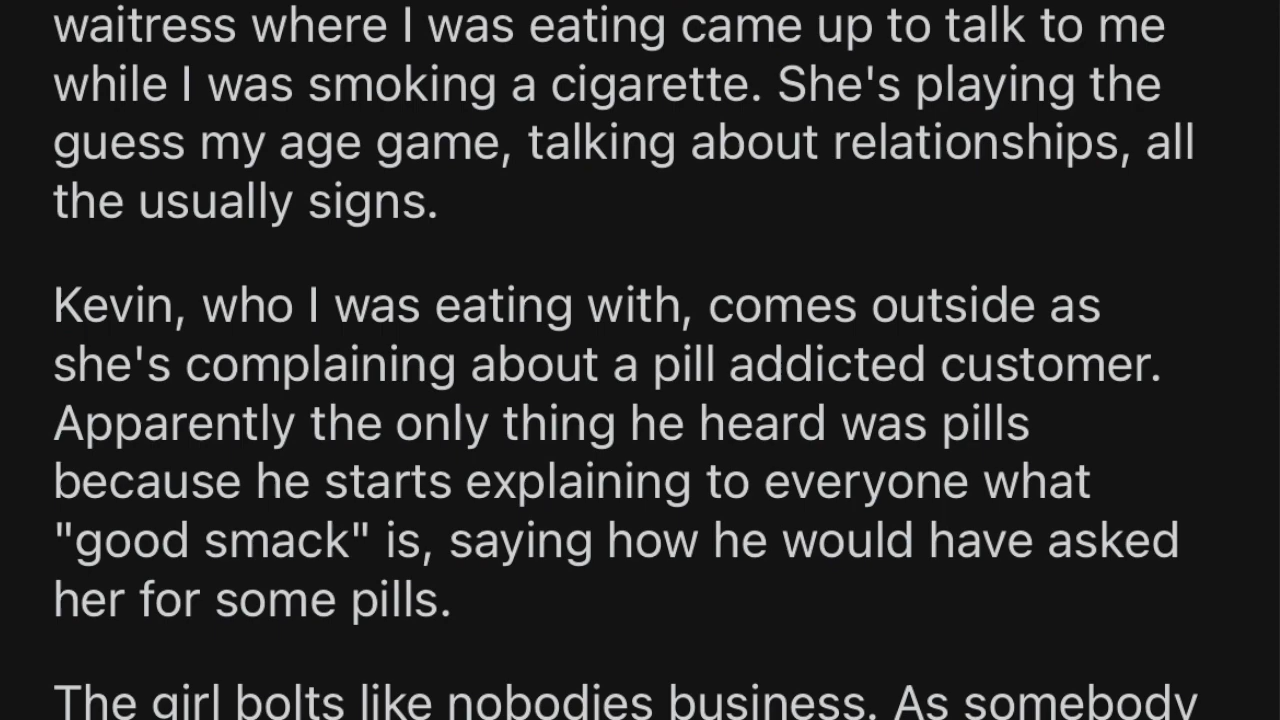 waitress where I was eating came up to talk to me
while I was smoking a cigarette. She's playing the
guess my age game, talking about relationships, all
the usually signs.
Kevin, who I was eating with, comes outside as
she's complaining about a pill addicted customer.
Apparently the only thing he heard was pills
because he starts explaining to everyone what
"good smack" is, saying how he would have asked
her for some pills.
The girl bolts like nobodies business. As somebody